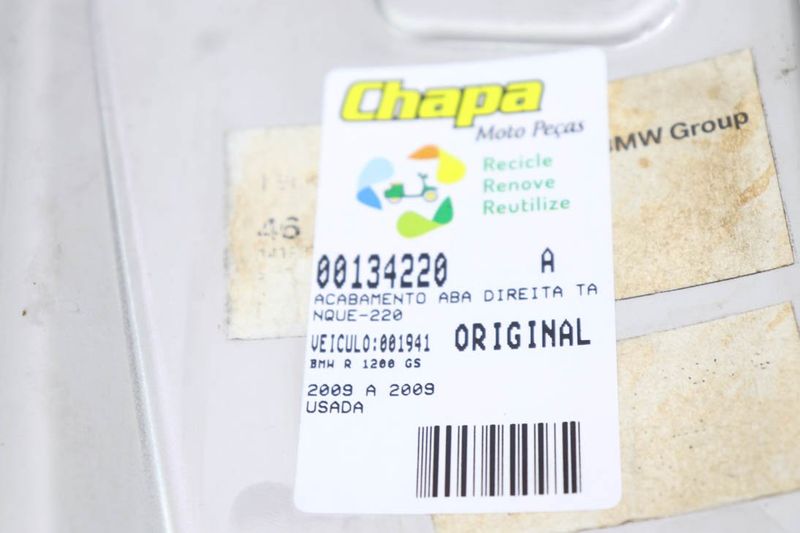 Chapa
Moto Peças
BMW Group
Recicle
Renove
Reutilize
46
00134220 A
ACABAMENTO ABA DIREITA TA
NQUE-220
VEICULO:001941 ORIGINAL
BMW R 1200 GS
2009 A 2009
USADA